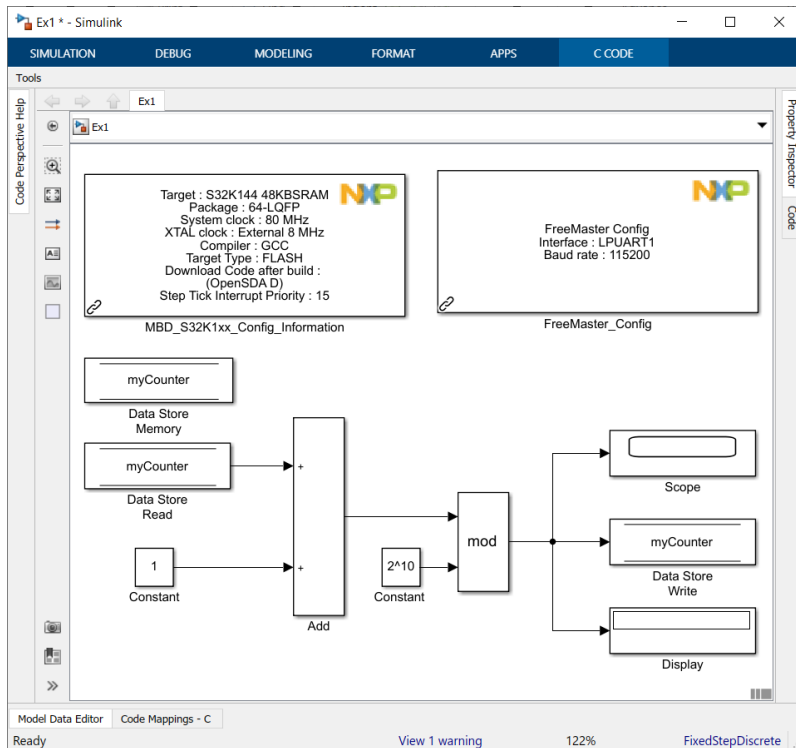 Ex1 * - Simulink
SIMULATION
DEBUG
MODELING
FORMAT
APPS
C CODE
Tools
Code Perspective Help
Ex1
Ex1
Property Inspector
Code
NXP
Target : S32K144 48KBSRAM
Package : 64-LQFP
System clock : 80 MHz
XTAL clock : External 8 MHz
Compiler : GCC
Target Type : FLASH
Download Code after build :
(OpenSDA D)
Step Tick Interrupt Priority : 15
MBD_S32K1xx_Config_Information
NXP
FreeMaster Config
Interface : LPUART1
Baud rate : 115200
FreeMaster_Config
myCounter
Data Store
Memory
myCounter
Data Store
Read
1
Constant
+
+
Add
2^10
Constant
mod
Scope
myCounter
Data Store
Write
Display
Model Data Editor
Code Mappings - C
Ready
View 1 warning
122%
FixedStepDiscrete